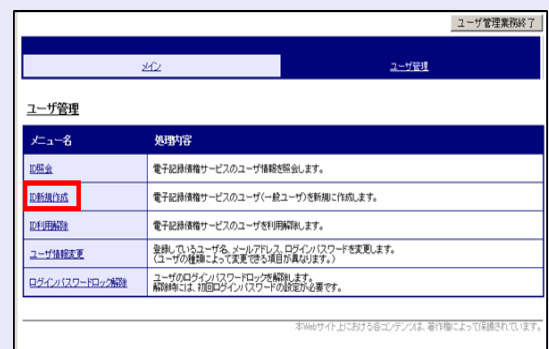 ユーザ管理業務終了
メイン
ユーザ管理
ユーザ管理
メニュー名
処理内容
ID照会
電子記録債権サービスのユーザ情報を照会します。
ID新規作成
電子記録債権サービスのユーザ(一般ユーザ)を新規に作成します。
ID利用解除
電子記録債権サービスのユーザを利用解除します。
ユーザ情報変更
登録しているユーザ名、メールアドレス、ログインパスワードを変更します。
(ユーザの種類によって変更できる項目が異なります。)
ログインパスワードロック解除
ユーザのログインパスワードロックを解除します。
解除時には、初回ログインパスワードの設定が必要です。
本Webサイト上における各コンテンツは、著作権によって保護されています。